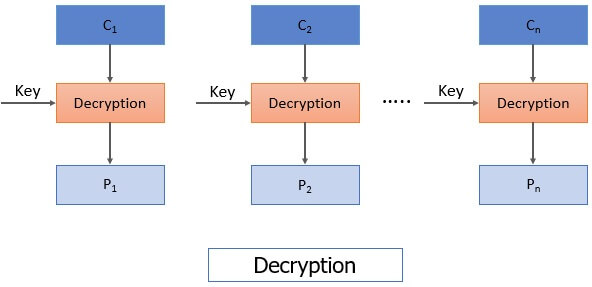 C₁ C₂ Cₙ
Key Decryption Key Decryption ..... Key Decryption
P₁ P₂ Pₙ
Decryption